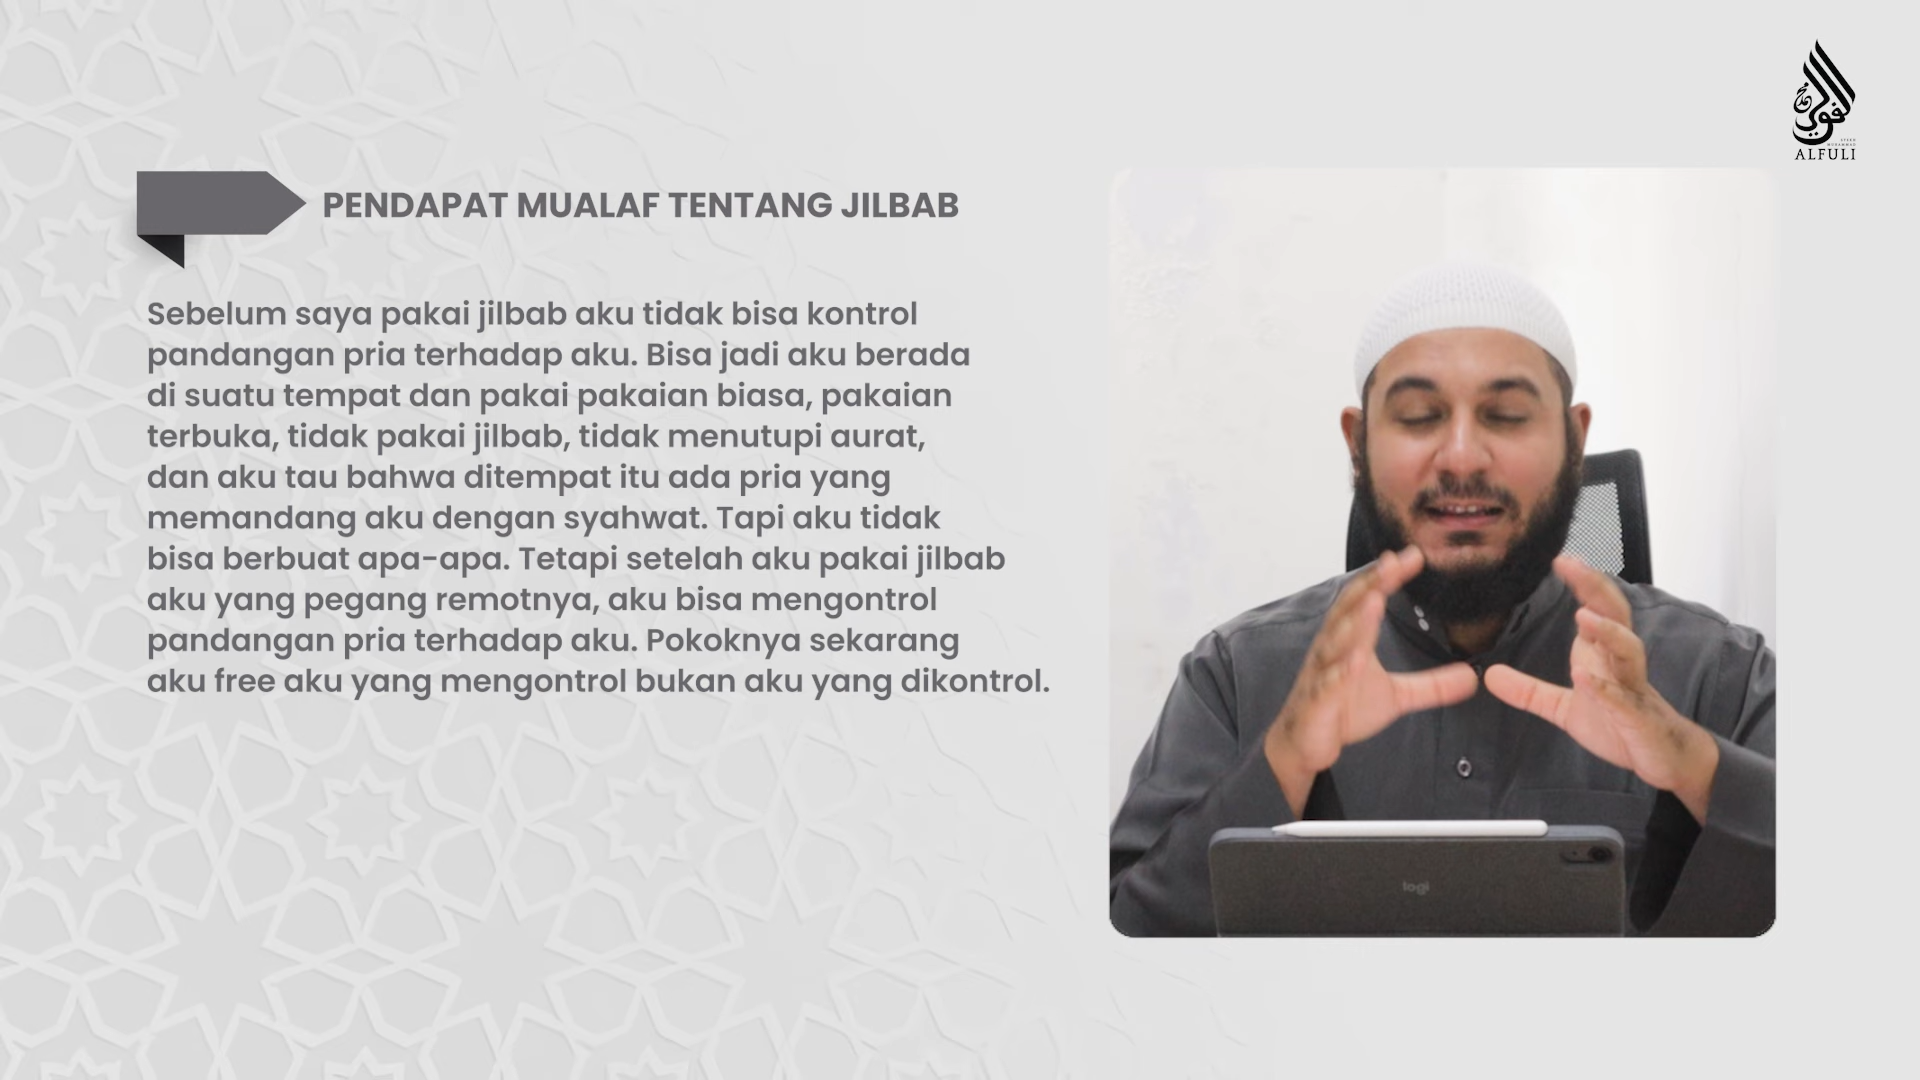 ALFULI
PENDAPAT MUALAF TENTANG JILBAB
Sebelum saya pakai jilbab aku tidak bisa kontrol
pandangan pria terhadap aku. Bisa jadi aku berada
di suatu tempat dan pakai pakaian biasa, pakaian
terbuka, tidak pakai jilbab, tidak menutupi aurat,
dan aku tau bahwa ditempat itu ada pria yang
memandang aku dengan syahwat. Tapi aku tidak
bisa berbuat apa-apa. Tetapi setelah aku pakai jilbab
aku yang pegang remotnya, aku bisa mengontrol
pandangan pria terhadap aku. Pokoknya sekarang
aku free aku yang mengontrol bukan aku yang dikontrol.
logi